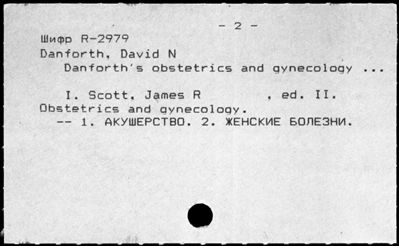 - 2 -
Шифр R-2979
Danforth, David N
Danforth's obstetrics and gynecology ...
I. Scott, James R , ed. II.
Obstetrics and gynecology.
-- 1. АКУШЕРСТВО. 2. ЖЕНСКИЕ БОЛЕЗНИ.